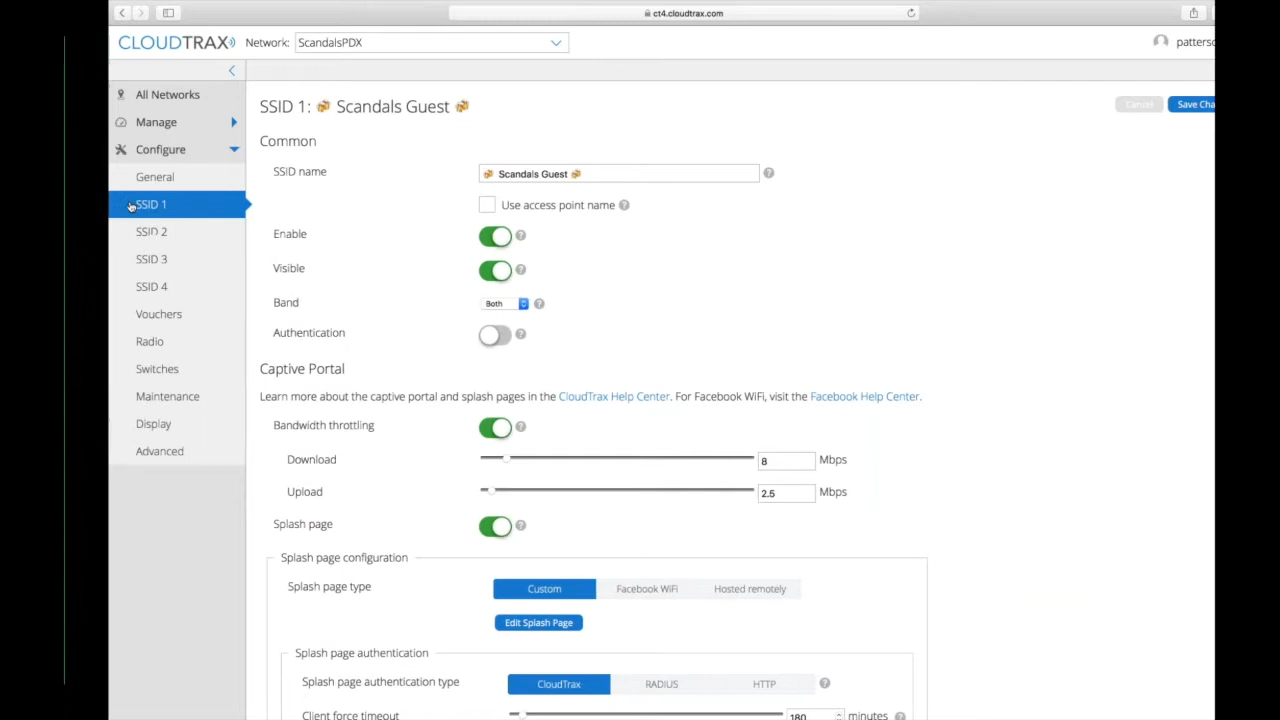 ct4.cloudtrax.com
CLOUDTRAX Network: ScandalsPDX
All Networks
Manage
Configure
General
SSID 1
SSID 2
SSID 3
SSID 4
Vouchers
Radio
Switches
Maintenance
Display
Advanced
SSID 1: Scandals Guest
Cancel
Common
SSID name Scandals Guest
Use access point name
Enable
Visible
Band Both
Authentication
Captive Portal
Learn more about the captive portal and splash pages in the CloudTrax Help Center. For Facebook WiFi, visit the Facebook Help Center.
Bandwidth throttling
Download 8 Mbps
Upload 2.5 Mbps
Splash page
Splash page configuration
Splash page type Custom Facebook WiFi Hosted remotely
Edit Splash Page
Splash page authentication
Splash page authentication type CloudTrax RADIUS HTTP
Client force timeout 180 minutes